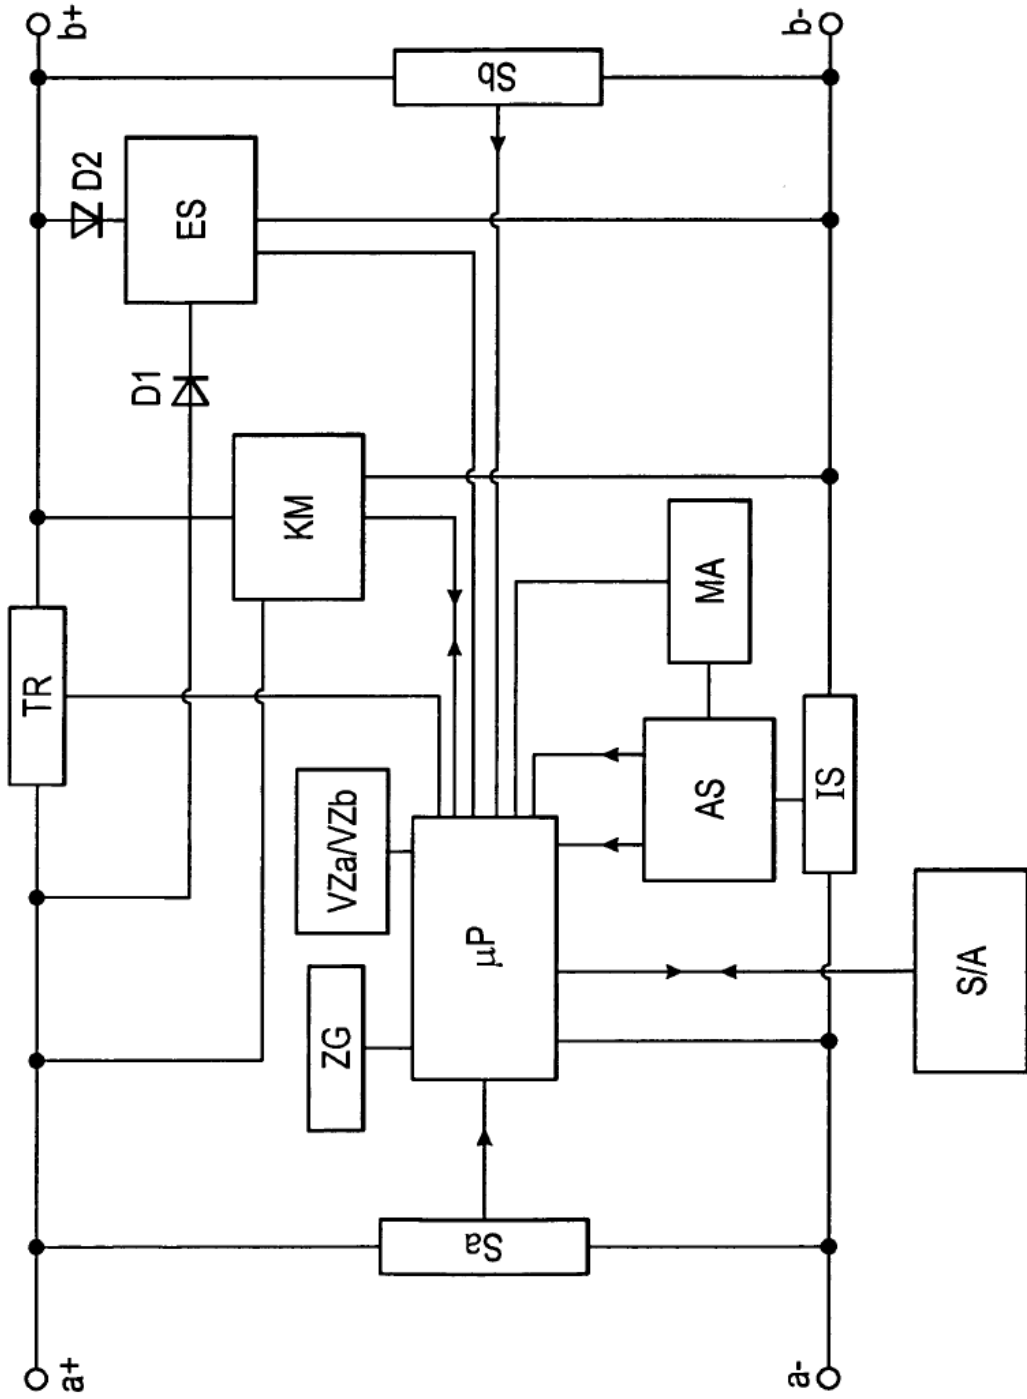 b+
b-
Sb
D2
ES
D1
KM
MA
TR
VZa/VZb
AS
IS
µP
S/A
ZG
Sa
a+
a-